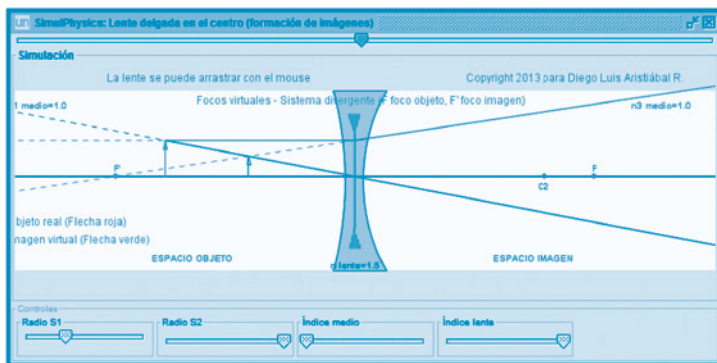 un SimulPhysics: Lente delgada en el centro (formación de imágenes)
Simulación
La lente se puede arrastrar con el mouse
Copyright 2013 para Diego Luis Aristiábal R.
Focos virtuales - Sistema divergente (F foco objeto, F' foco imagen)
1 medio=1.0
n3 medio=1.0
F'
C2
F
bjeto real (Flecha roja)
magen virtual (Flecha verde)
ESPACIO OBJETO
ESPACIO IMAGEN
n lente=1.5
Controles
Radio S1
Radio S2
Índice medio
Índice lente